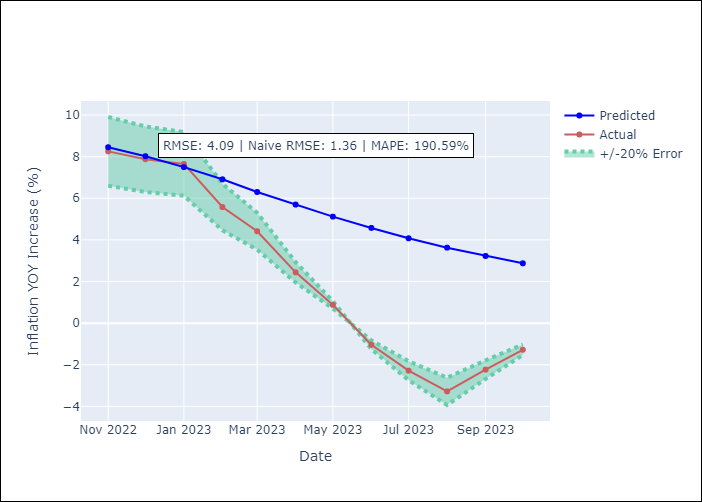 RMSE: 4.09 | Naive RMSE: 1.36 | MAPE: 190.59%
Predicted
Actual
+/-20% Error
Inflation YOY Increase (%)
10
8
6
4
2
0
−2
−4
Nov 2022 Jan 2023 Mar 2023 May 2023 Jul 2023 Sep 2023
Date